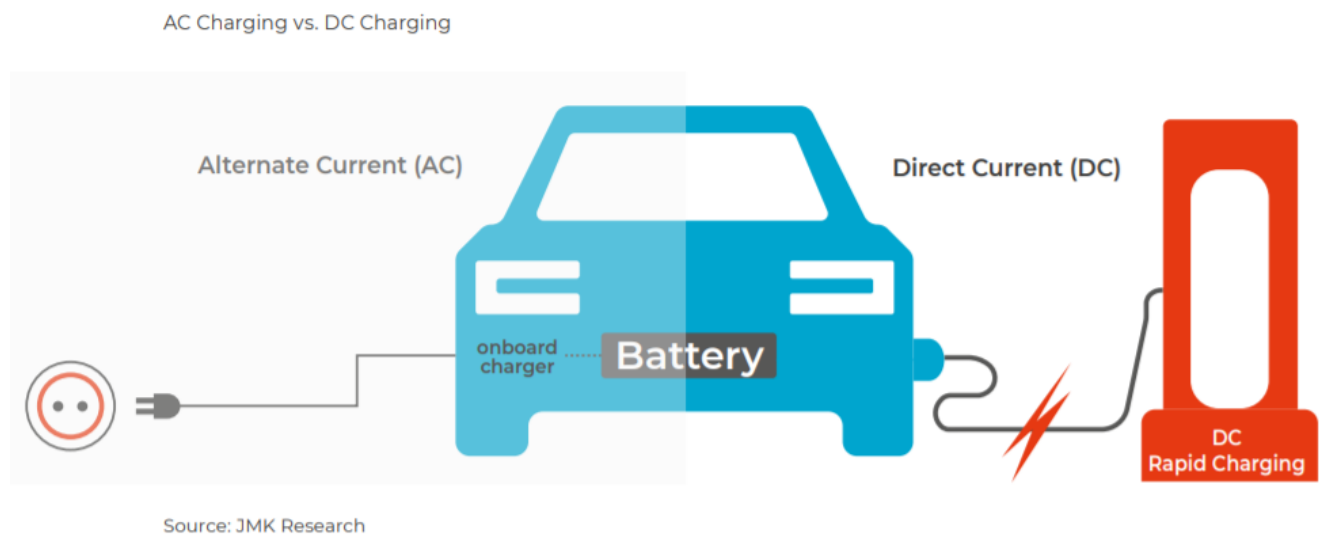 AC Charging vs. DC Charging
Alternate Current (AC)
Direct Current (DC)
onboard
charger
Battery
DC
Rapid Charging
Source: JMK Research